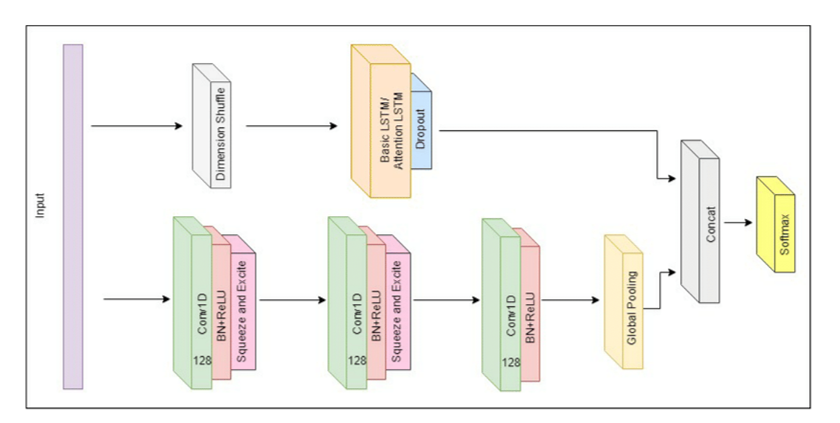 Input
Dimension Shuffle
Basic LSTM/
Attention LSTM
Dropout
Conv1D
128
BN+ReLU
Squeeze and Excite
Conv1D
128
BN+ReLU
Squeeze and Excite
Conv1D
128
BN+ReLU
Global Pooling
Concat
Softmax